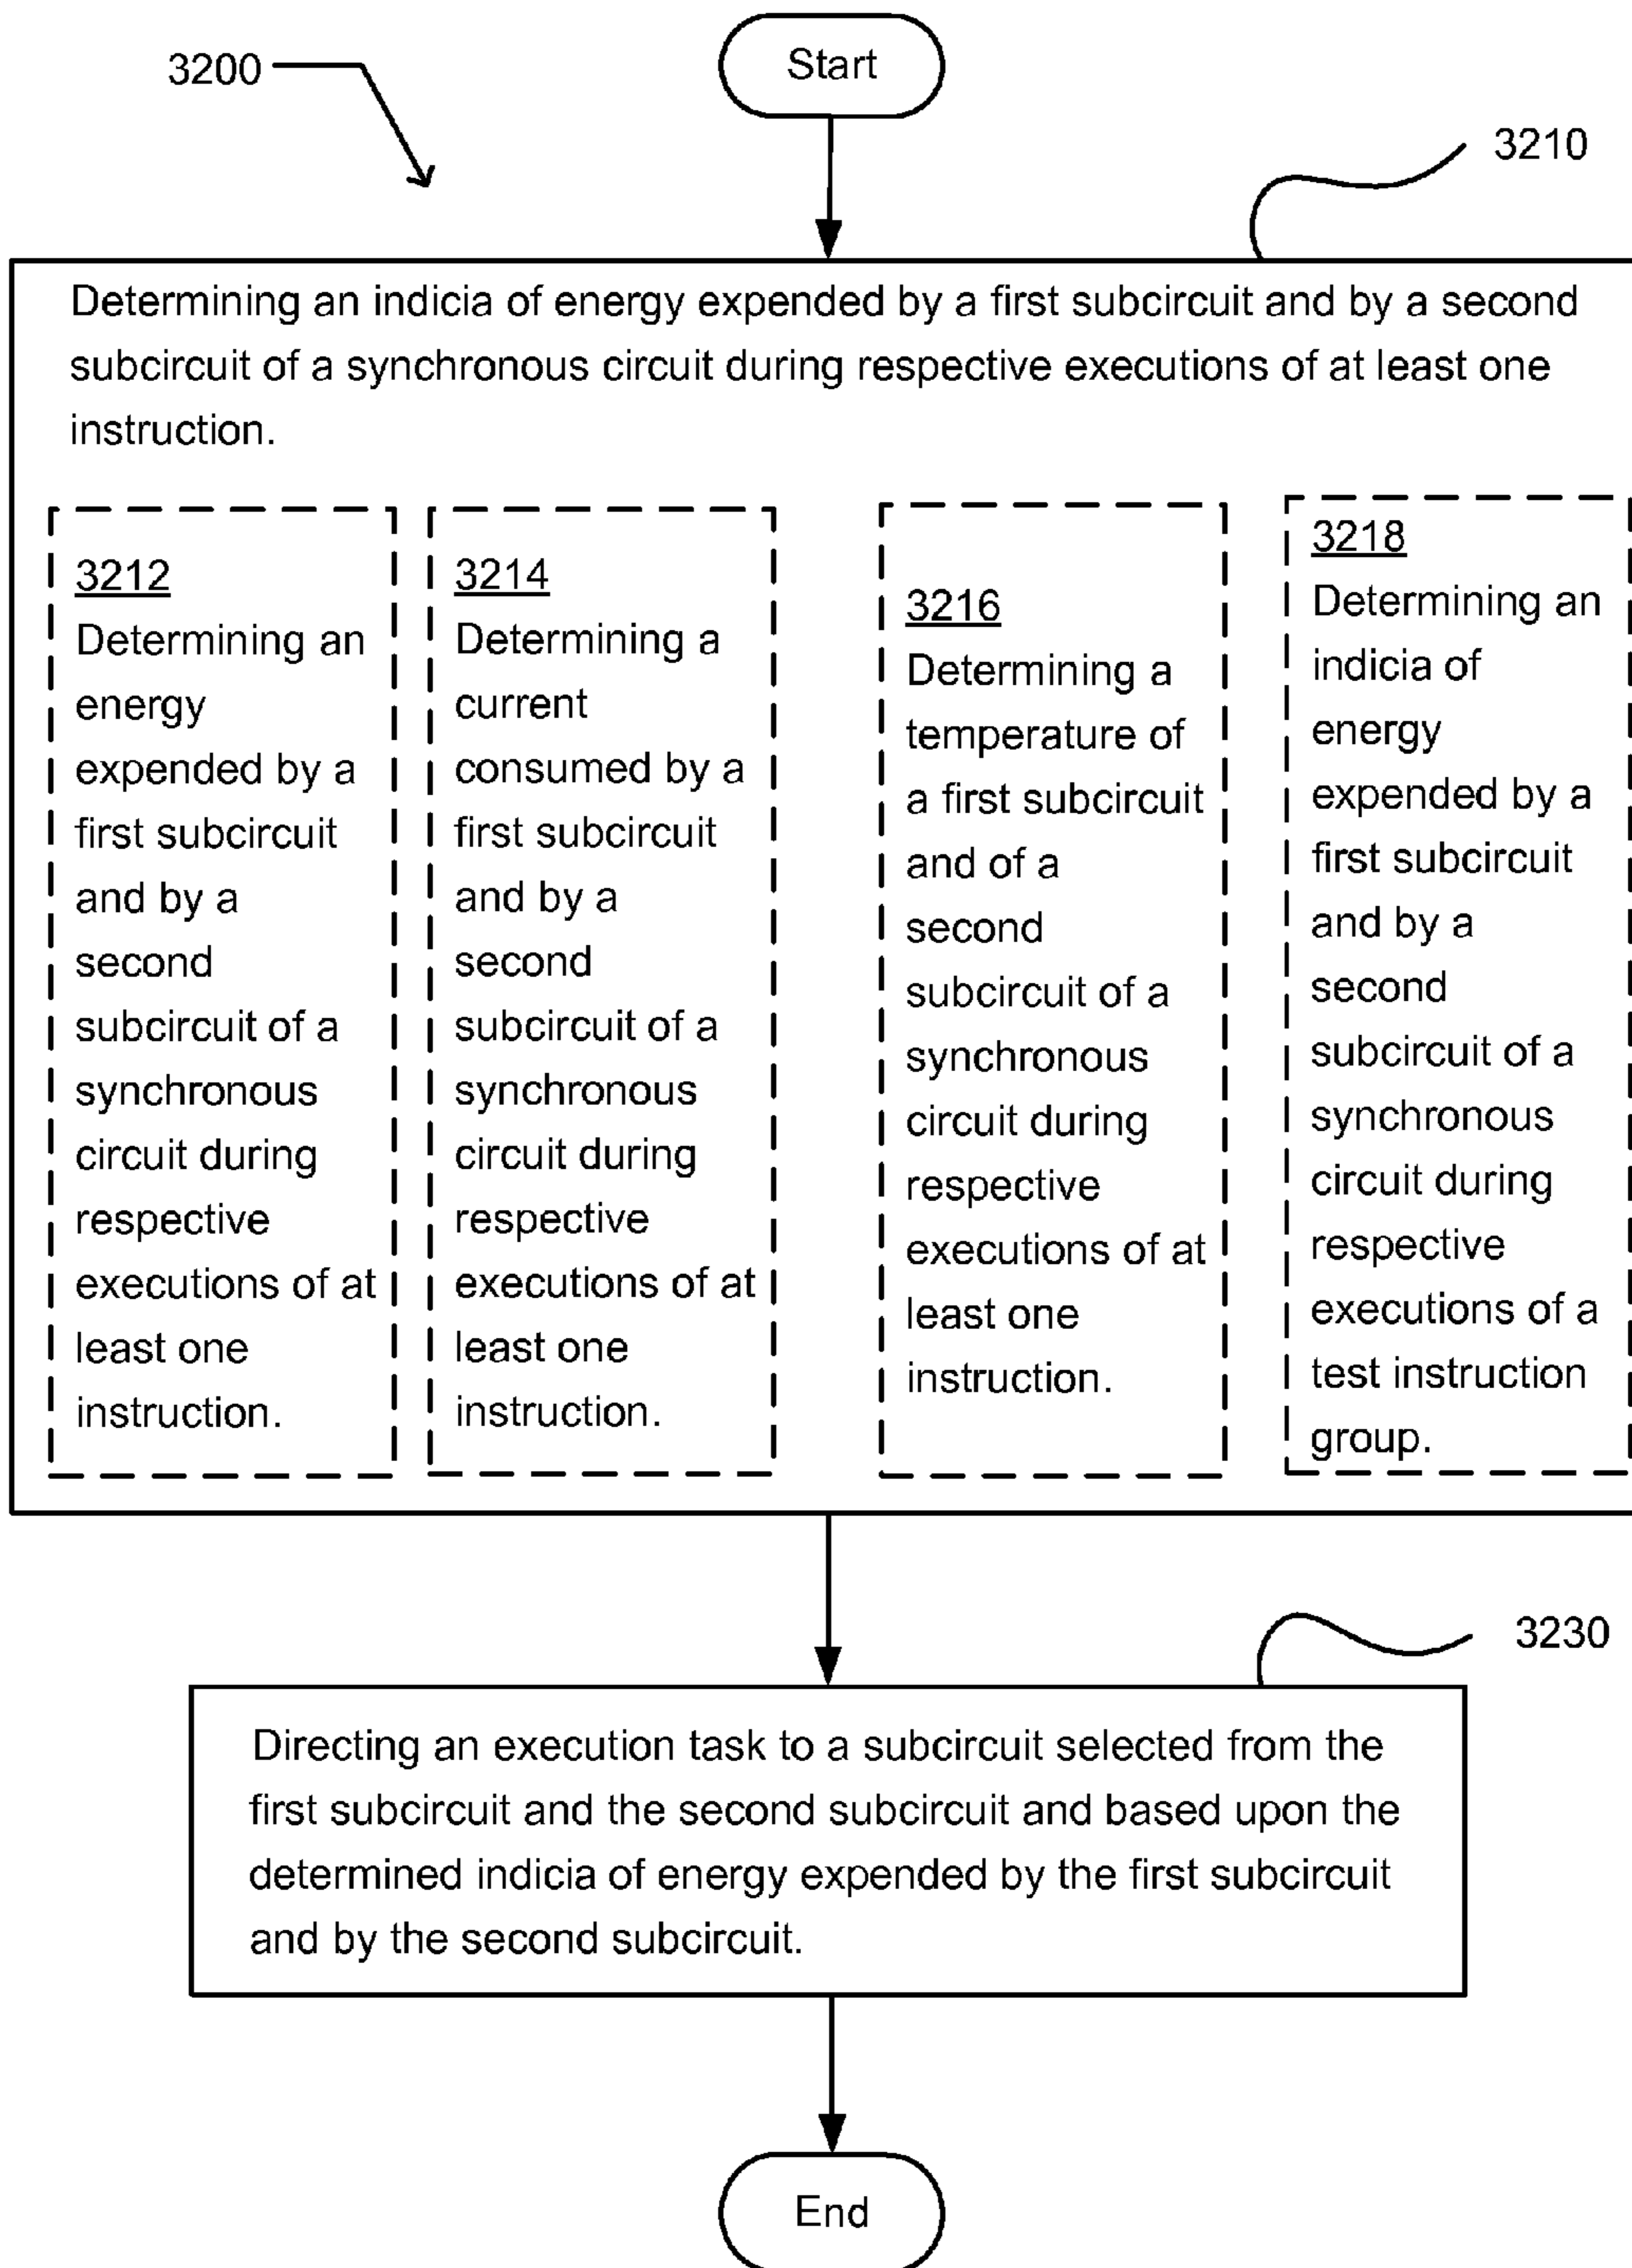 Start
3200
3210
Determining an indicia of energy expended by a first subcircuit and by a second
subcircuit of a synchronous circuit during respective executions of at least one
instruction.
3212
Determining an
energy
expended by a
first subcircuit
and by a
second
subcircuit of a
synchronous
circuit during
respective
executions of at
least one
instruction.
3214
Determining a
current
consumed by a
first subcircuit
and by a
second
subcircuit of a
synchronous
circuit during
respective
executions of at
least one
instruction.
3216
Determining a
temperature of
a first subcircuit
and of a
second
subcircuit of a
synchronous
circuit during
respective
executions of at
least one
instruction.
3218
Determining an
indicia of
energy
expended by a
first subcircuit
and by a
second
subcircuit of a
synchronous
circuit during
respective
executions of a
test instruction
group.
3230
Directing an execution task to a subcircuit selected from the
first subcircuit and the second subcircuit and based upon the
determined indicia of energy expended by the first subcircuit
and by the second subcircuit.
End